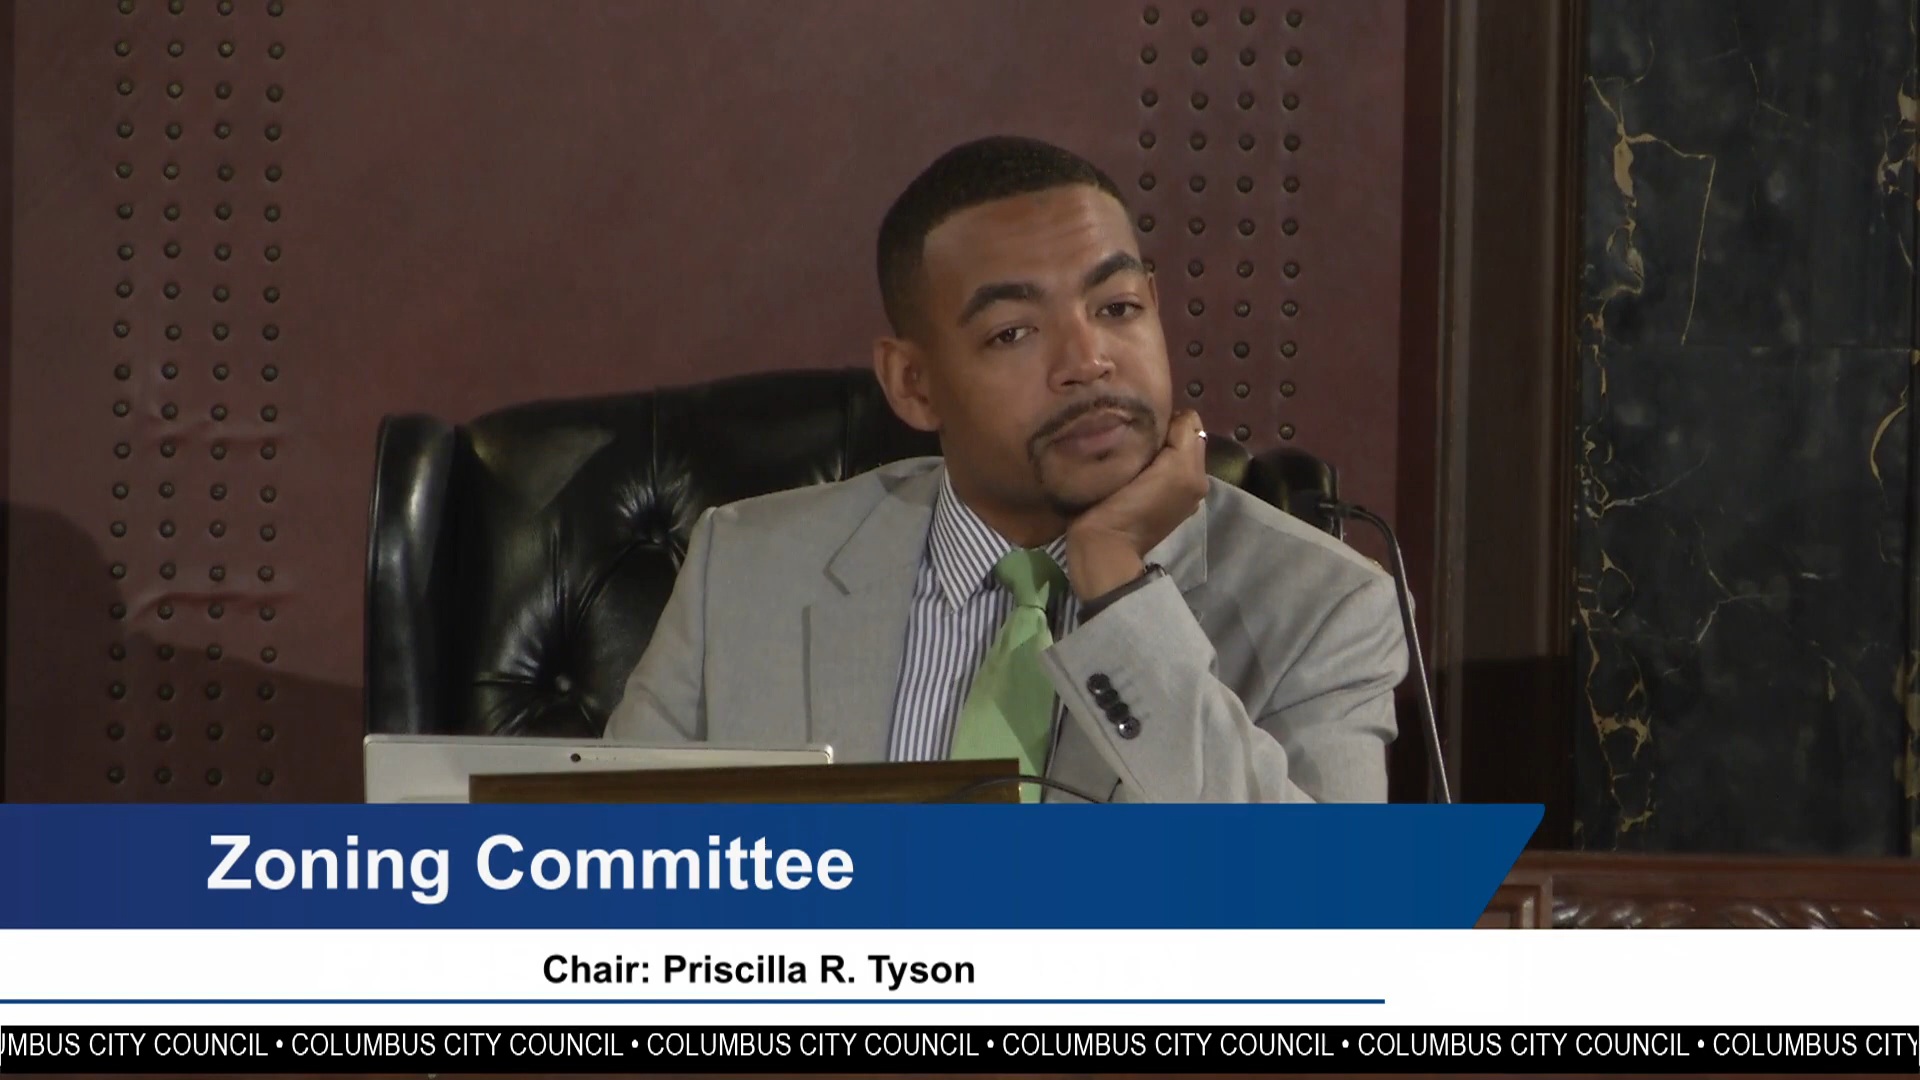 Zoning Committee
Chair: Priscilla R. Tyson
UMBUS CITY COUNCIL • COLUMBUS CITY COUNCIL • COLUMBUS CITY COUNCIL • COLUMBUS CITY COUNCIL • COLUMBUS CITY COUNCIL • COLUMBUS CITY